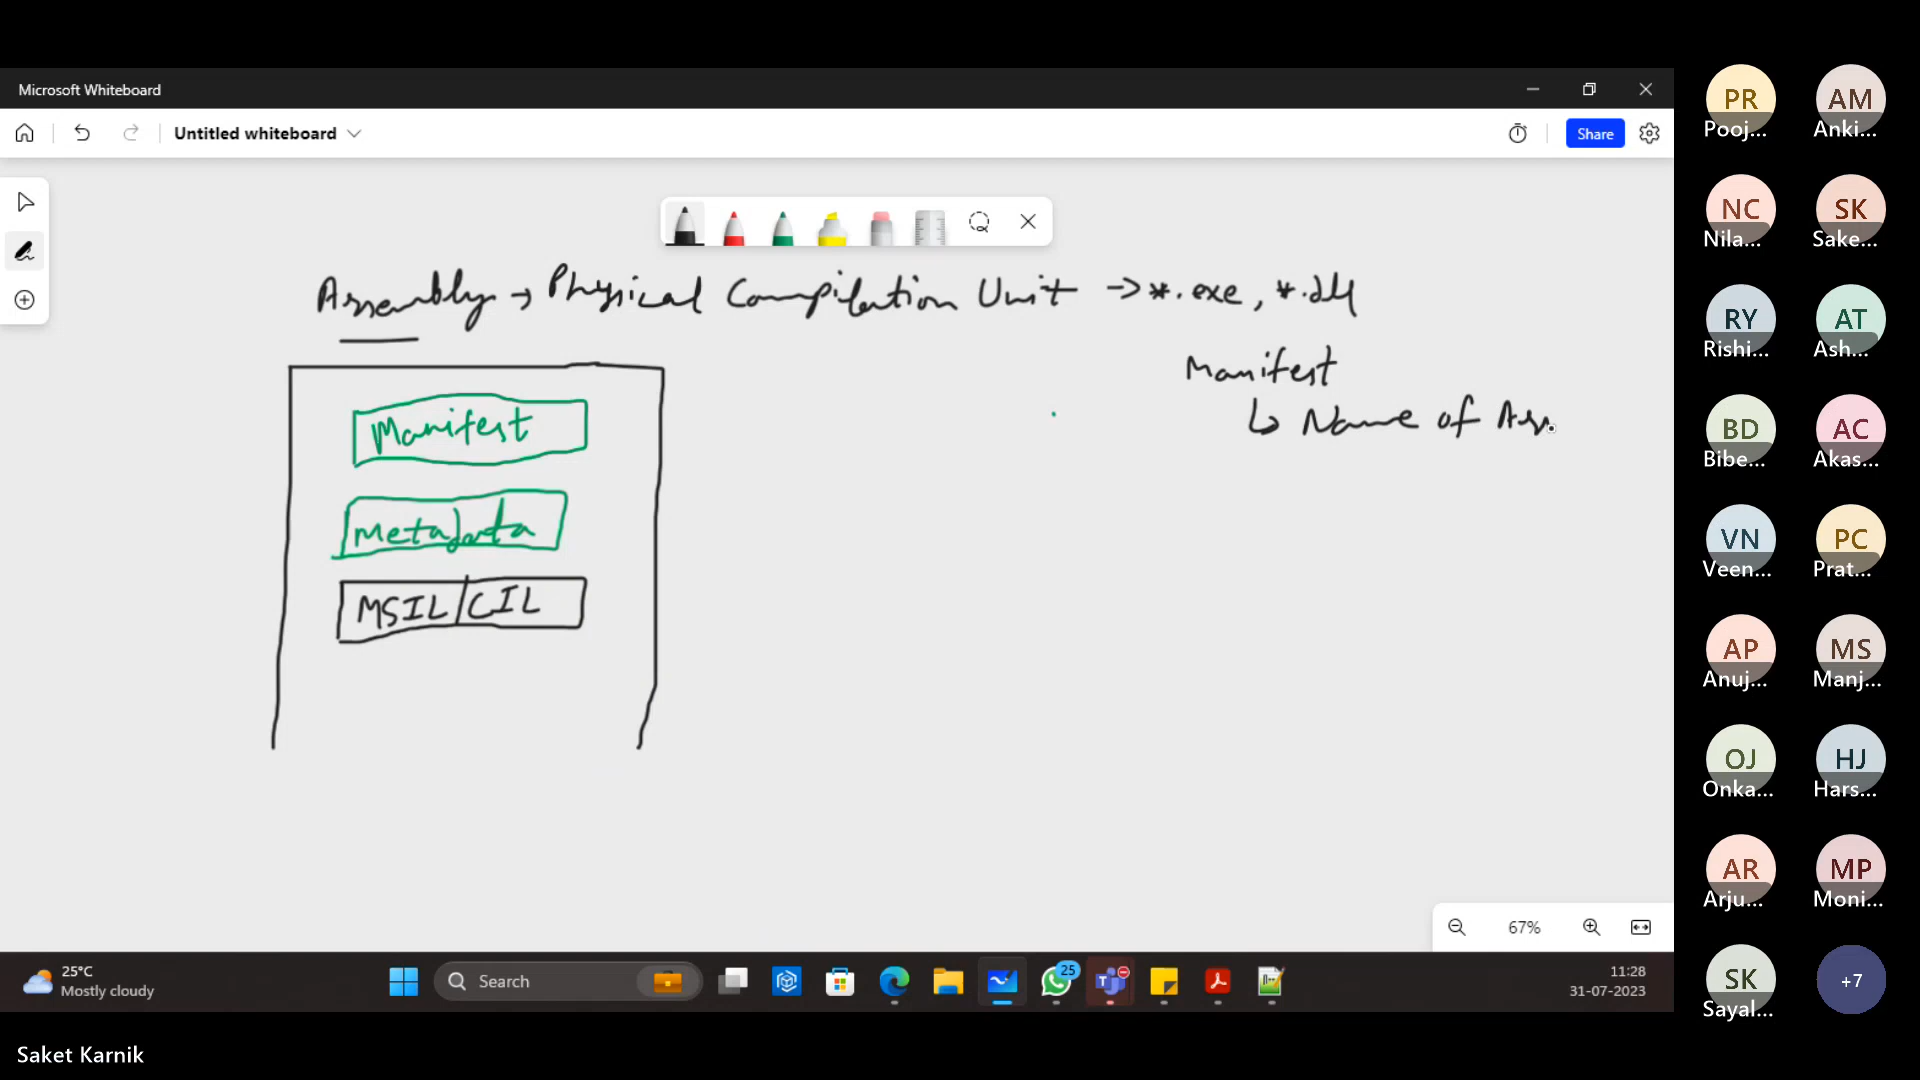 Microsoft Whiteboard
Untitled whiteboard
Share
Assembly → Physical Compilation Unit → *.exe, *.dll
Manifest
↳ Name of Ass
Manifest
Metadata
MSIL/CIL
67%
25°C
Mostly cloudy
Search
25
11:28
31-07-2023
PR
Pooj...
AM
Anki...
NC
Nila...
SK
Sake...
RY
Rishi...
AT
Ash...
BD
Bibe...
AC
Akas...
VN
Veen...
PC
Prat...
AP
Anuj...
MS
Manj...
OJ
Onka...
HJ
Hars...
AR
Arju...
MP
Moni...
SK
Sayal...
+7
Saket Karnik